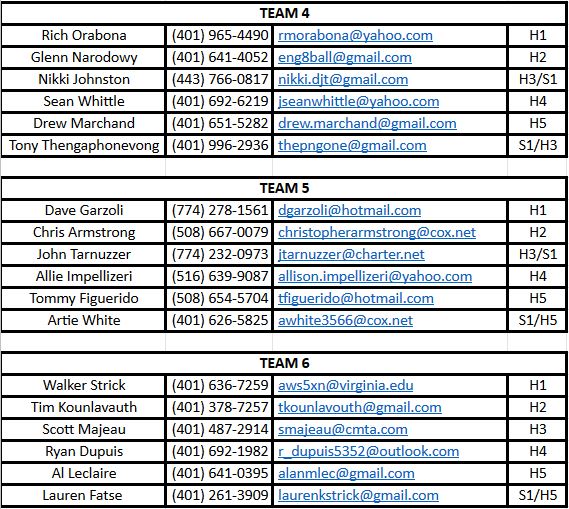 TEAM 4
Rich Orabona (401) 965-4490 rmorabona@yahoo.com H1
Glenn Narodowy (401) 641-4052 eng8ball@gmail.com H2
Nikki Johnston (443) 766-0817 nikki.djt@gmail.com H3/S1
Sean Whittle (401) 692-6219 jseanwhittle@yahoo.com H4
Drew Marchand (401) 651-5282 drew.marchand@gmail.com H5
Tony Thengaphonevong (401) 996-2936 thepngone@gmail.com S1/H3
TEAM 5
Dave Garzoli (774) 278-1561 dgarzoli@hotmail.com H1
Chris Armstrong (508) 667-0079 christopherarmstrong@cox.net H2
John Tarnuzzer (774) 232-0973 jtarnuzzer@charter.net H3/S1
Allie Impellizeri (516) 639-9087 allison.impellizeri@yahoo.com H4
Tommy Figuerido (508) 654-5704 tfiguerido@hotmail.com H5
Artie White (401) 626-5825 awhite3566@cox.net S1/H5
TEAM 6
Walker Strick (401) 636-7259 aws5xn@virginia.edu H1
Tim Kounlavauth (401) 378-7257 tkounlavouth@gmail.com H2
Scott Majeau (401) 487-2914 smajeau@cmta.com H3
Ryan Dupuis (401) 692-1982 r_dupuis5352@outlook.com H4
Al Leclaire (401) 641-0395 alanmlec@gmail.com H5
Lauren Fatse (401) 261-3909 laurenkstrick@gmail.com S1/H5